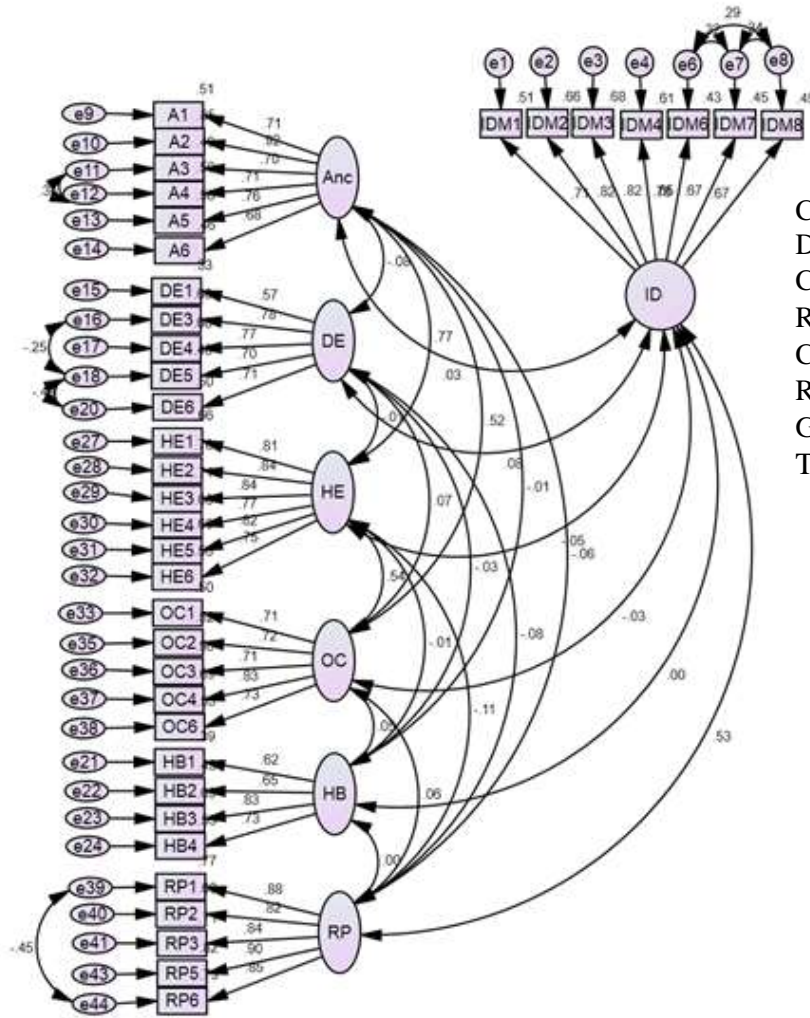 .29
e1 e2 e3 e4 e6 e7 e8
.51 .66 .68 .61 .43 .45
IDM1 IDM2 IDM3 IDM4 IDM6 IDM7 IDM8
.71 .82 .82 .67 .67
ID
.51
e9 A1 .71
e10 A2
e11 A3 .70
e12 A4 .71
e13 A5 .76
e14 A6 .68
Anc
-.08
e15 DE1 .57
e16 DE3 .78
e17 DE4 .77
e18 DE5 .70
e20 DE6 .71
-.25
DE
.77
.03
.52
e27 HE1 .81
e28 HE2 .84
e29 HE3 .84
e30 HE4 .77
e31 HE5 .82
e32 HE6 .75
HE
.07
.08
-.01
-.03
-.05
-.06
.54
e33 OC1 .71
e35 OC2 .72
e36 OC3 .71
e37 OC4 .83
e38 OC6 .73
OC
-.01
-.08
-.03
-.11
.00
.53
e21 HB1 .62
e22 HB2 .65
e23 HB3 .83
e24 HB4 .73
HB
.06
.00
.77
e39 RP1 .88
e40 RP2 .82
e41 RP3 .84
e43 RP5 .90
e44 RP6 .85
-.45
RP